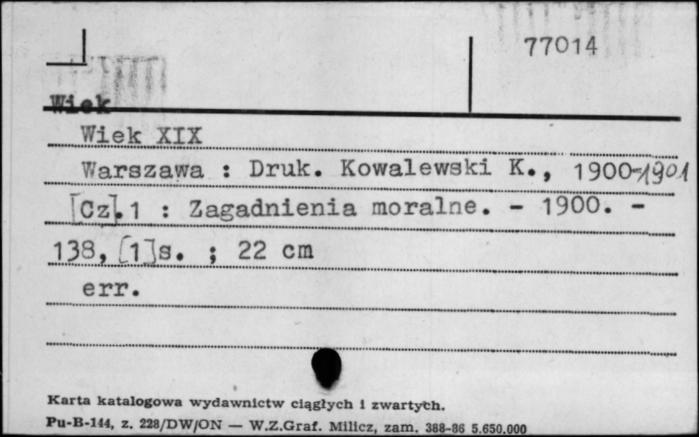 77014
Wiek
Wiek XIX
Warszawa : Druk. Kowalewski K., 1900-1901
[Cz].1 : Zagadnienia moralne. - 1900. -
138, [1]s. ; 22 cm
err.
Karta katalogowa wydawnictw ciągłych i zwartych.
Pu-B-144, z. 228/DW/ON — W.Z.Graf. Milicz, zam. 388-86 5.650.000